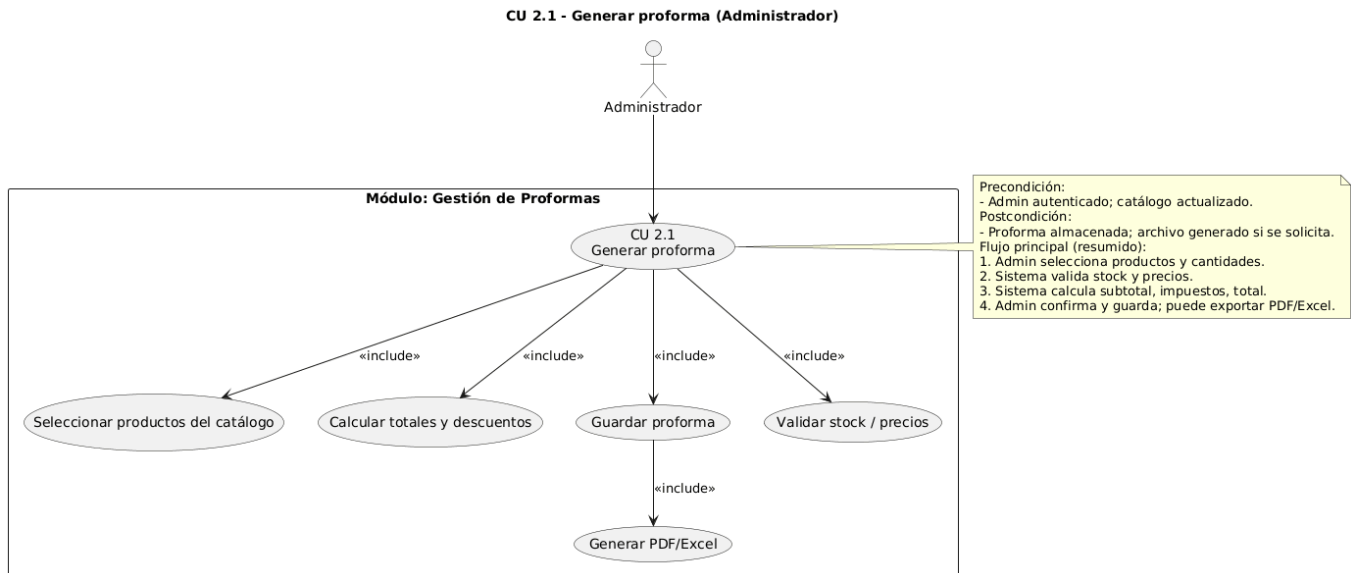 CU 2.1 - Generar proforma (Administrador)
Administrador
Módulo: Gestión de Proformas
CU 2.1
Generar proforma
Precondición:
- Admin autenticado; catálogo actualizado.
Postcondición:
- Proforma almacenada; archivo generado si se solicita.
Flujo principal (resumido):
1. Admin selecciona productos y cantidades.
2. Sistema valida stock y precios.
3. Sistema calcula subtotal, impuestos, total.
4. Admin confirma y guarda; puede exportar PDF/Excel.
«include»
«include»
«include»
«include»
Seleccionar productos del catálogo
Calcular totales y descuentos
Guardar proforma
Validar stock / precios
«include»
Generar PDF/Excel